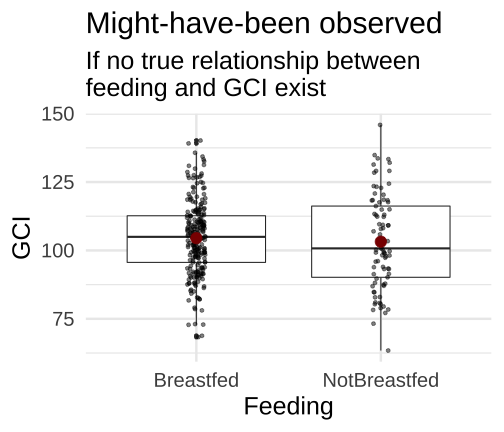 Might-have-been observed
If no true relationship between
feeding and GCI exist
150
125
100
75
GCI
Breastfed NotBreastfed
Feeding